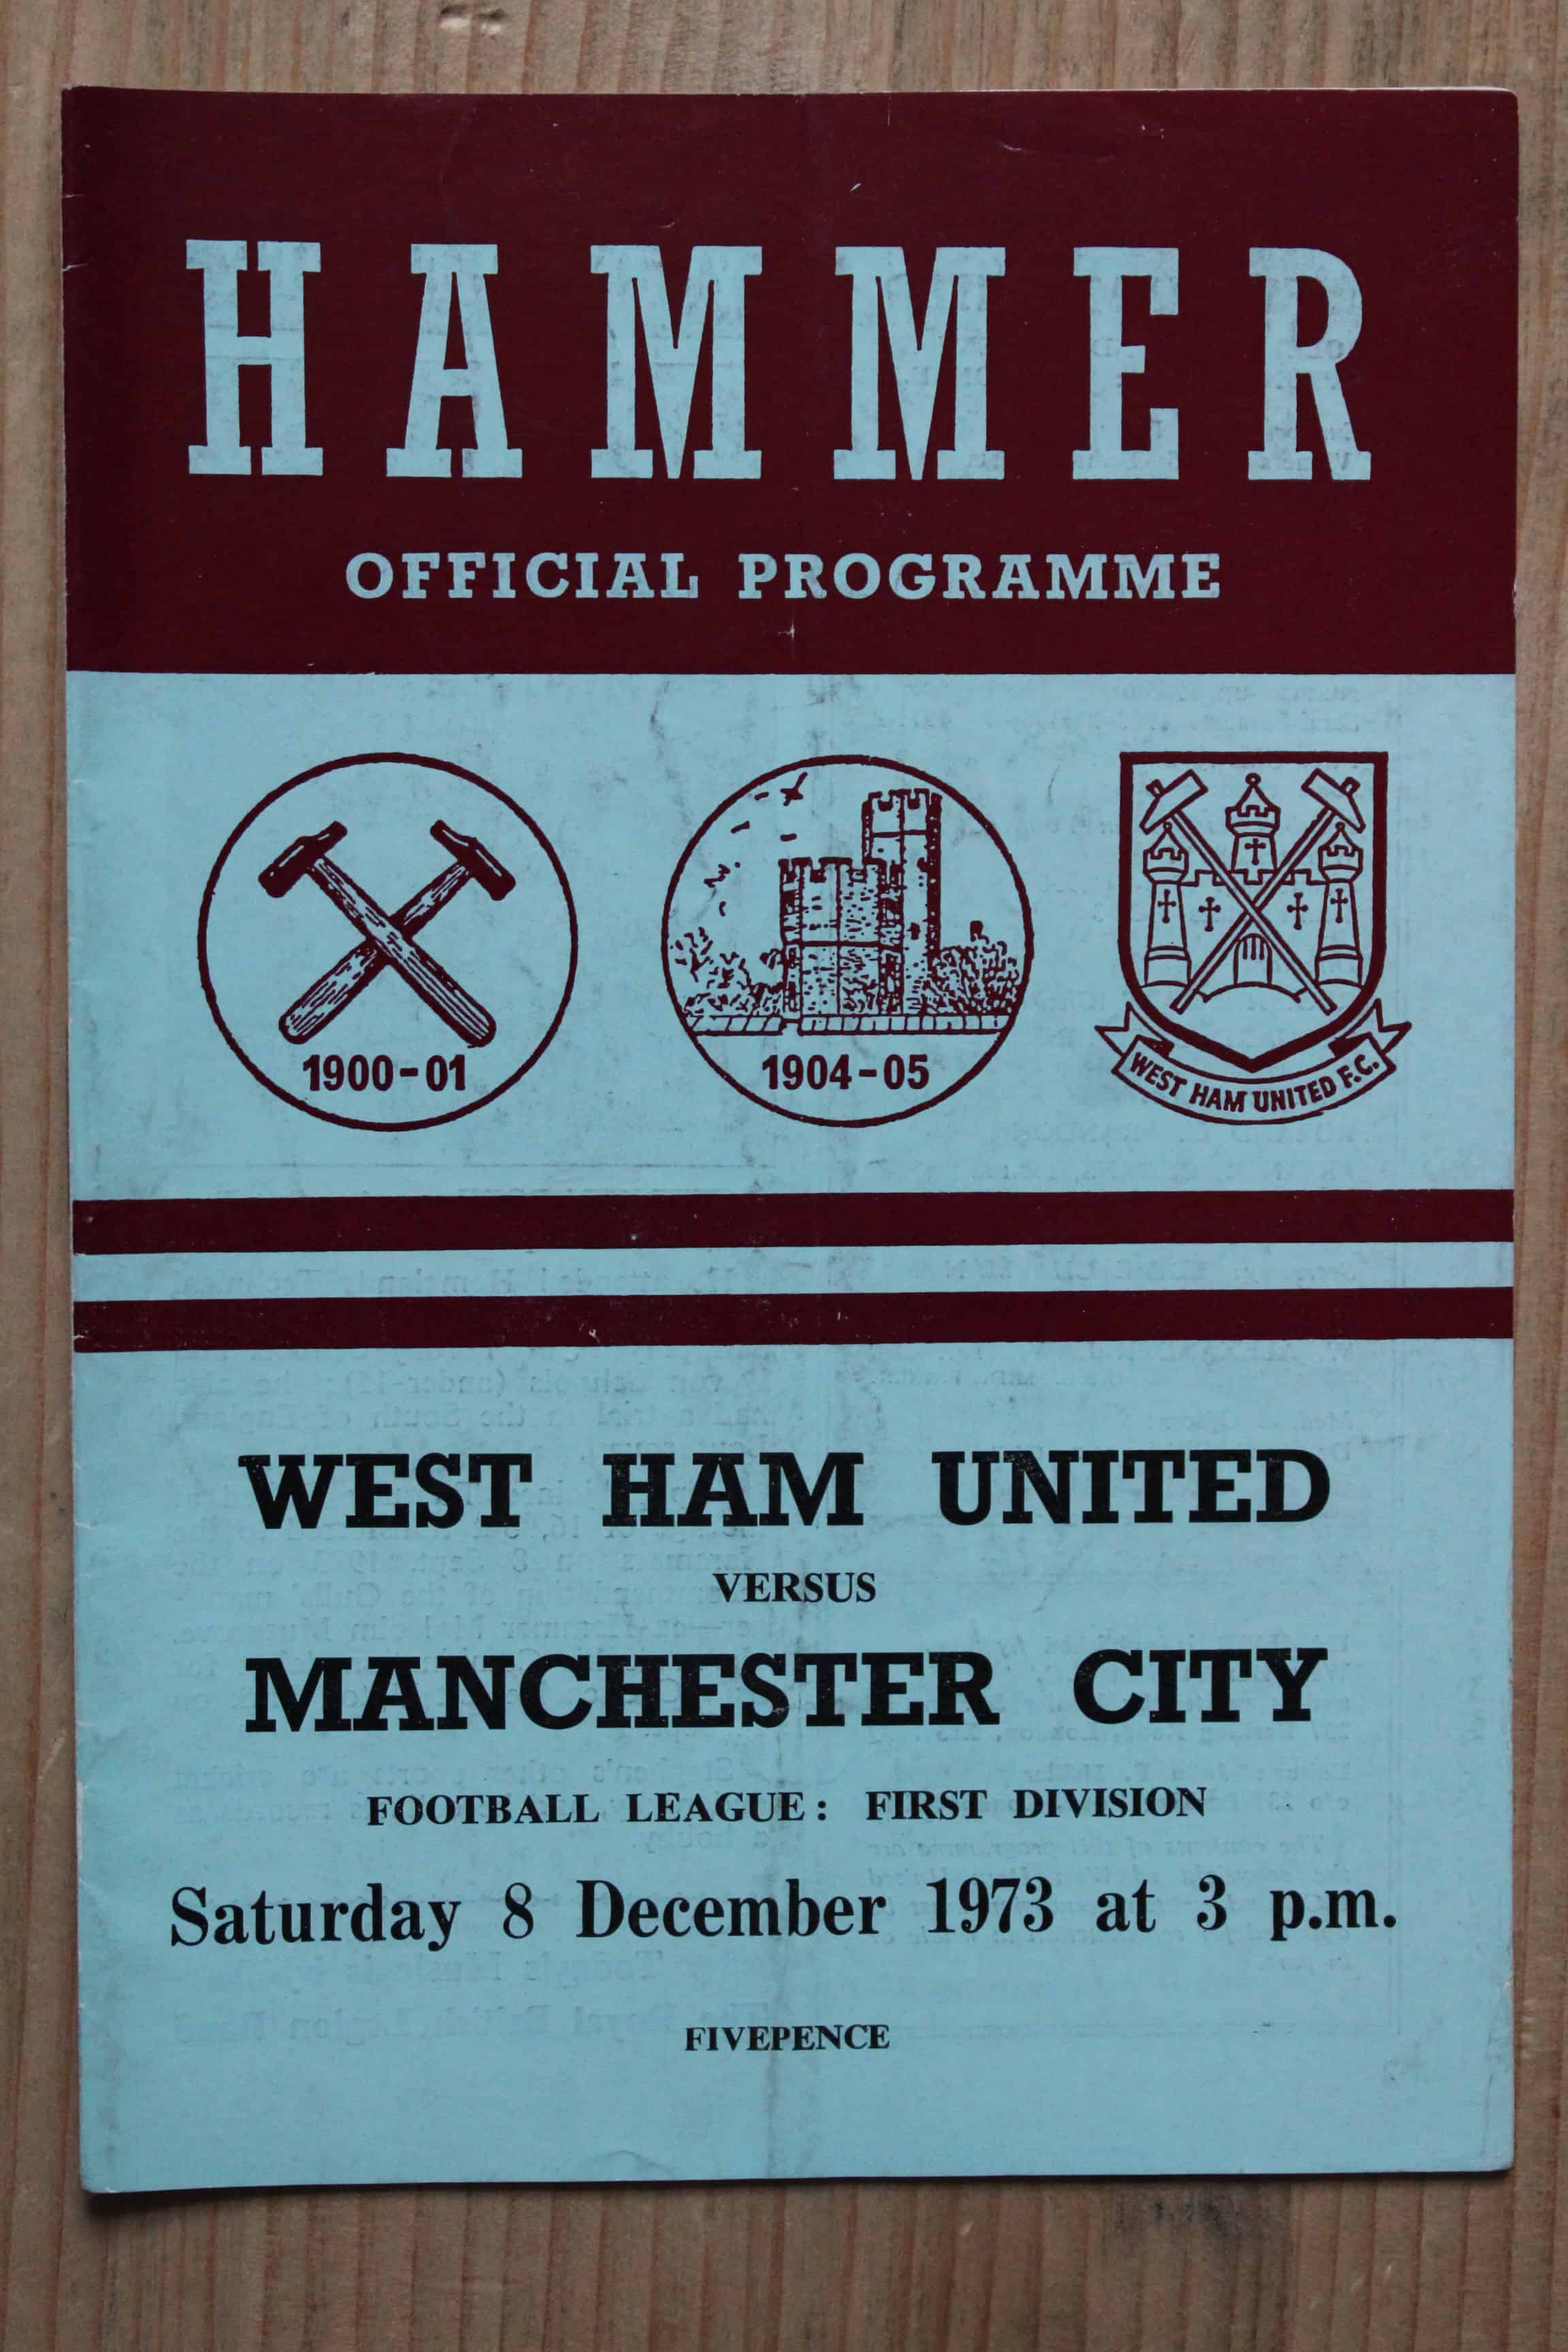 HAMMER
OFFICIAL PROGRAMME
1900-01
1904-05
WEST HAM UNITED F.C.
WEST HAM UNITED
VERSUS
MANCHESTER CITY
FOOTBALL LEAGUE: FIRST DIVISION
Saturday 8 December 1973 at 3 p.m.
FIVEPENCE